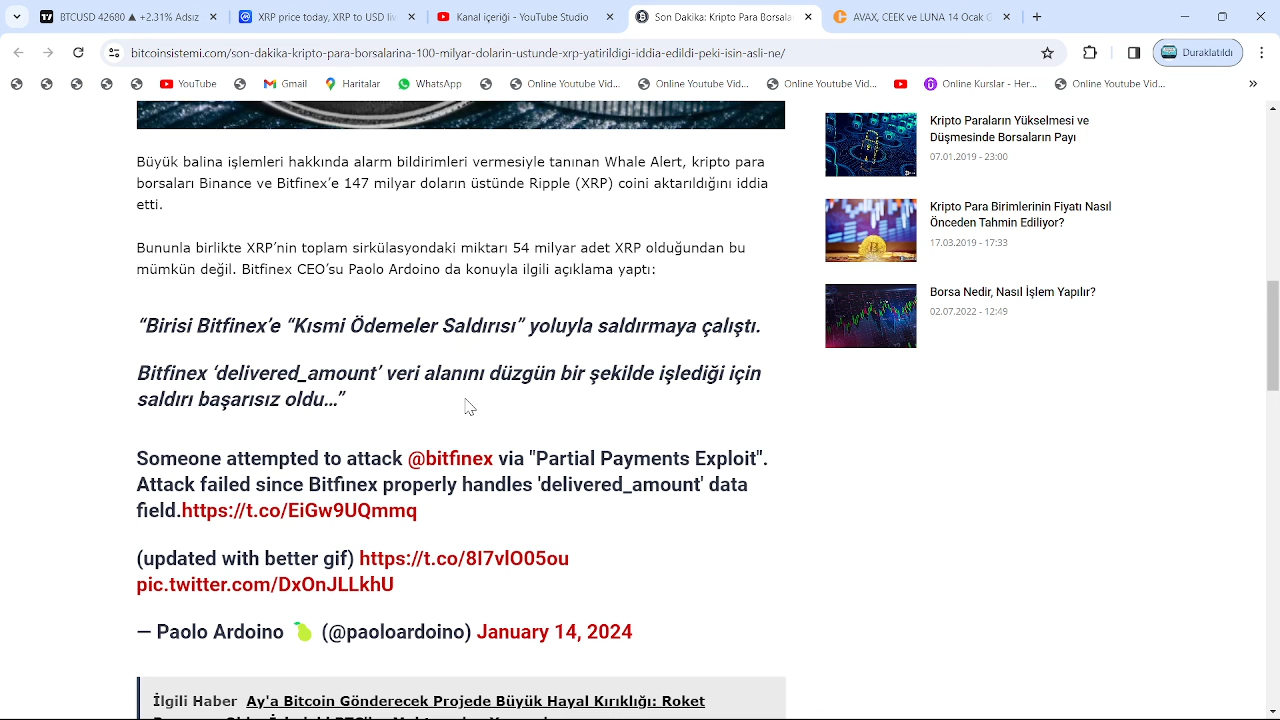 BTCUSD 42680 ▲ −3.31% Adsız
XRP to USD today, XRP to USD liv
Kanal içeriği - YouTube Studio
Son Dakika: Kripto Para Borsala
AVAX, CEEK ve LUNA 14 Ocak G
bitcoinsistemi.com/son-dakika-kripto-para-borsalarina-100-milyar-dolarin-ustunde-xrp-yatirildigi-iddia-edildi-peki-isin-asli-ne/
Duraklatıldı
YouTube
Gmail
Haritalar
WhatsApp
Online Youtube Vid...
Online Youtube Vid...
Online Youtube Vid...
Online Kurslar - Her...
Online Youtube Vid...
»
Büyük balina işlemleri hakkında alarm bildirimleri vermesiyle tanınan Whale Alert, kripto para
borsaları Binance ve Bitfinex’e 147 milyar doların üstünde Ripple (XRP) coini aktarıldığını iddia
etti.
Bununla birlikte XRP’nin toplam sirkülasyondaki miktarı 54 milyar adet XRP olduğundan bu
mümkün değil. Bitfinex CEO’su Paolo Ardoino da konuyla ilgili açıklama yaptı:
“Birisi Bitfinex’e “Kısmi Ödemeler Saldırısı” yoluyla saldırmaya çalıştı.
Bitfinex ‘delivered_amount’ veri alanını düzgün bir şekilde işlediği için
saldırı başarısız oldu…”
Someone attempted to attack @bitfinex via "Partial Payments Exploit".
Attack failed since Bitfinex properly handles 'delivered_amount' data
field.https://t.co/EiGw9UQmmq
(updated with better gif) https://t.co/8I7vlO05ou
pic.twitter.com/DxOnJLLkhU
— Paolo Ardoino 🍐 (@paoloardoino) January 14, 2024
İlgili Haber Ay'a Bitcoin Gönderecek Projede Büyük Hayal Kırıklığı: Roket
Kripto Paraların Yükselmesi ve
Düşmesinde Borsaların Payı
07.01.2019 - 23:00
Kripto Para Birimlerinin Fiyatı Nasıl
Önceden Tahmin Ediliyor?
17.03.2019 - 17:33
Borsa Nedir, Nasıl İşlem Yapılır?
02.07.2022 - 12:49